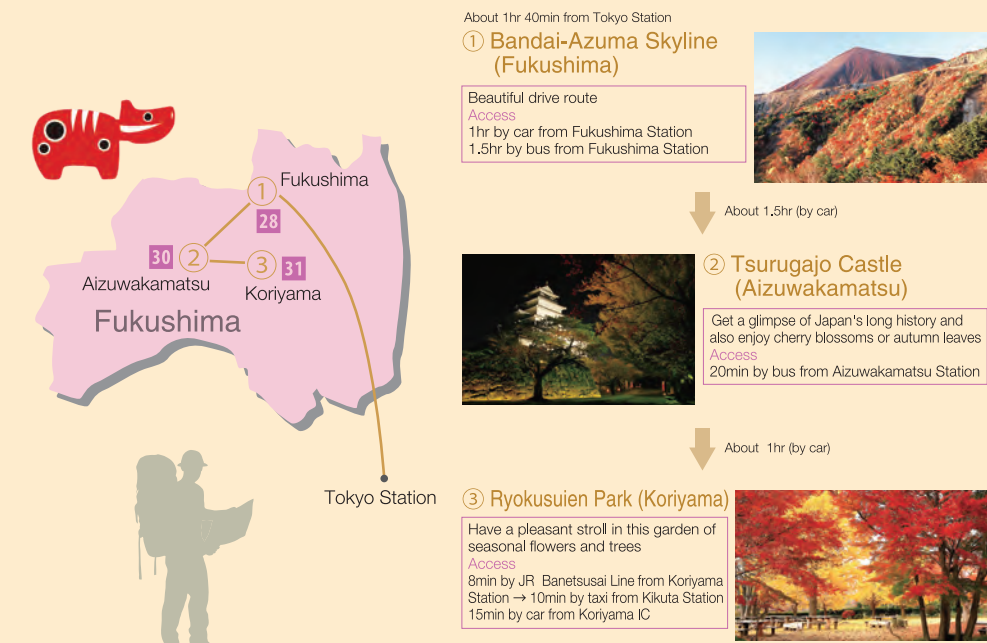 About 1hr 40min from Tokyo Station
① Bandai-Azuma Skyline
(Fukushima)
Beautiful drive route
Access
1hr by car from Fukushima Station
1.5hr by bus from Fukushima Station
About 1.5hr (by car)
② Tsurugajo Castle
(Aizuwakamatsu)
Get a glimpse of Japan's long history and
also enjoy cherry blossoms or autumn leaves
Access
20min by bus from Aizuwakamatsu Station
About 1hr (by car)
③ Ryokusuien Park (Koriyama)
Have a pleasant stroll in this garden of
seasonal flowers and trees
Access
8min by JR Banetsusai Line from Koriyama
Station → 10min by taxi from Kikuta Station
15min by car from Koriyama IC
① Fukushima
28
30 ②
Aizuwakamatsu
③ 31
Koriyama
Fukushima
Tokyo Station